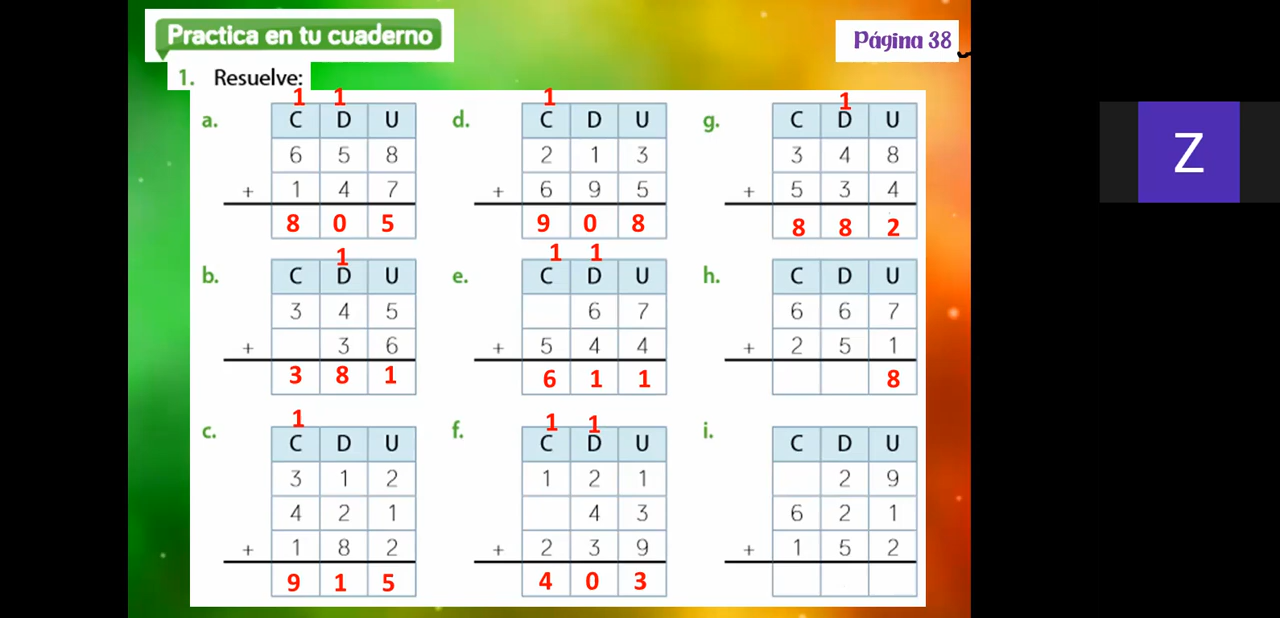 Practica en tu cuaderno
Página 38
1. Resuelve:
a.
1 1
C D U
6 5 8
+ 1 4 7
8 0 5
b.
1
C D U
3 4 5
+ 3 6
3 8 1
c.
1
C D U
3 1 2
4 2 1
+ 1 8 2
9 1 5
d.
1
C D U
2 1 3
+ 6 9 5
9 0 8
e.
1 1
C D U
6 7
+ 5 4 4
6 1 1
f.
1 1
C D U
1 2 1
4 3
+ 2 3 9
4 0 3
g.
1
C D U
3 4 8
+ 5 3 4
8 8 2
h.
C D U
6 6 7
+ 2 5 1
8
i.
C D U
2 9
6 2 1
+ 1 5 2
Z